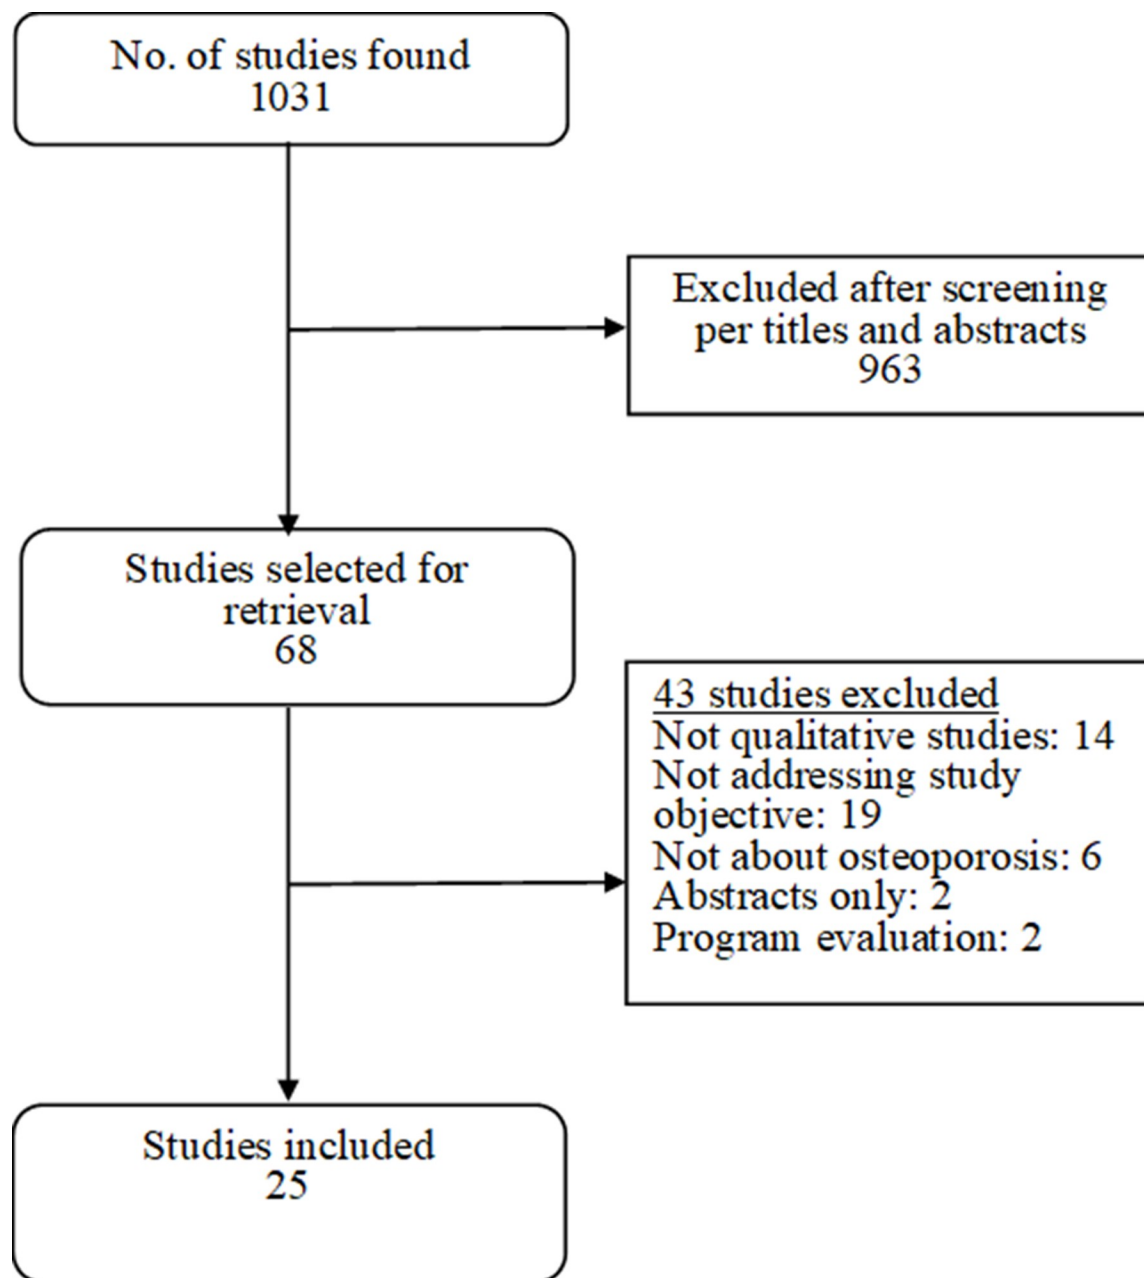 No. of studies found
1031
Excluded after screening
per titles and abstracts
963
Studies selected for
retrieval
68
43 studies excluded
Not qualitative studies: 14
Not addressing study
objective: 19
Not about osteoporosis: 6
Abstracts only: 2
Program evaluation: 2
Studies included
25